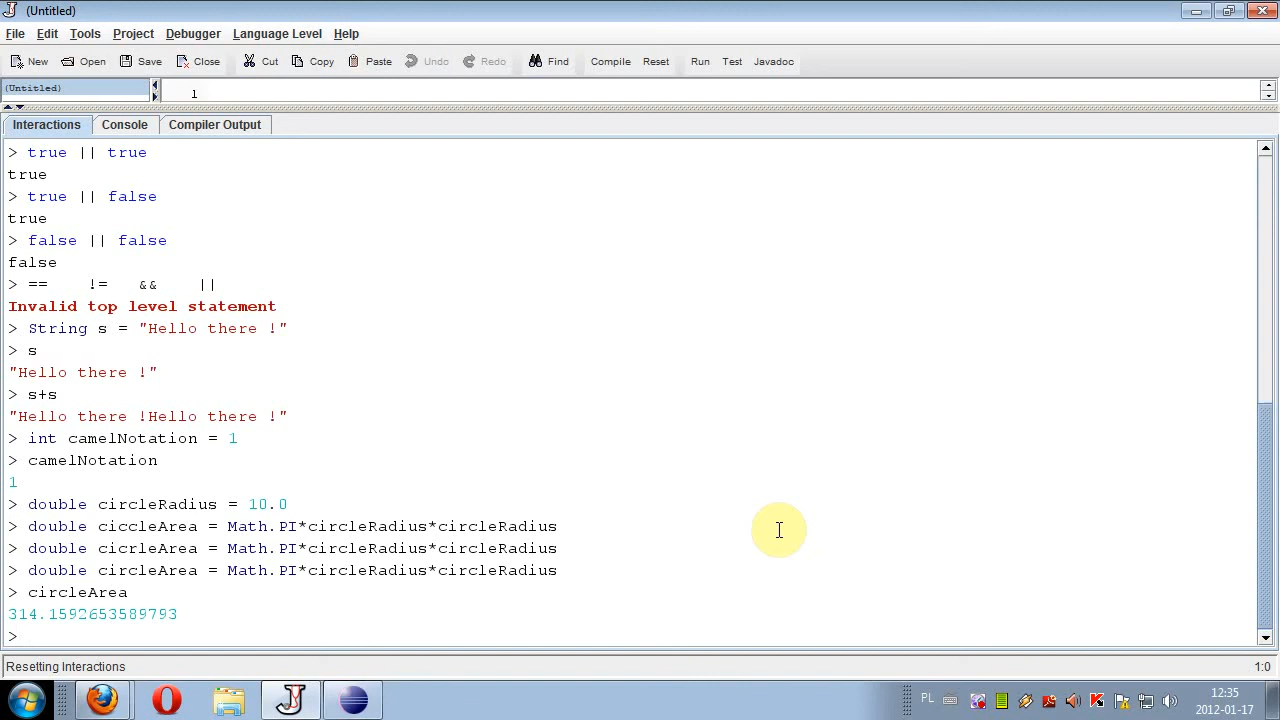 (Untitled)
File Edit Tools Project Debugger Language Level Help
New Open Save Close Cut Copy Paste Undo Redo Find Compile Reset Run Test Javadoc
(Untitled) 1
Interactions Console Compiler Output
> true || true
true
> true || false
true
> false || false
false
> == != && ||
Invalid top level statement
> String s = "Hello there !"
> s
"Hello there !"
> s+s
"Hello there !Hello there !"
> int camelNotation = 1
> camelNotation
1
> double circleRadius = 10.0
> double ciccleArea = Math.PI*circleRadius*circleRadius
> double cicrleArea = Math.PI*circleRadius*circleRadius
> double circleArea = Math.PI*circleRadius*circleRadius
> circleArea
314.1592653589793
>
Resetting Interactions 1:0
PL 12:35
2012-01-17